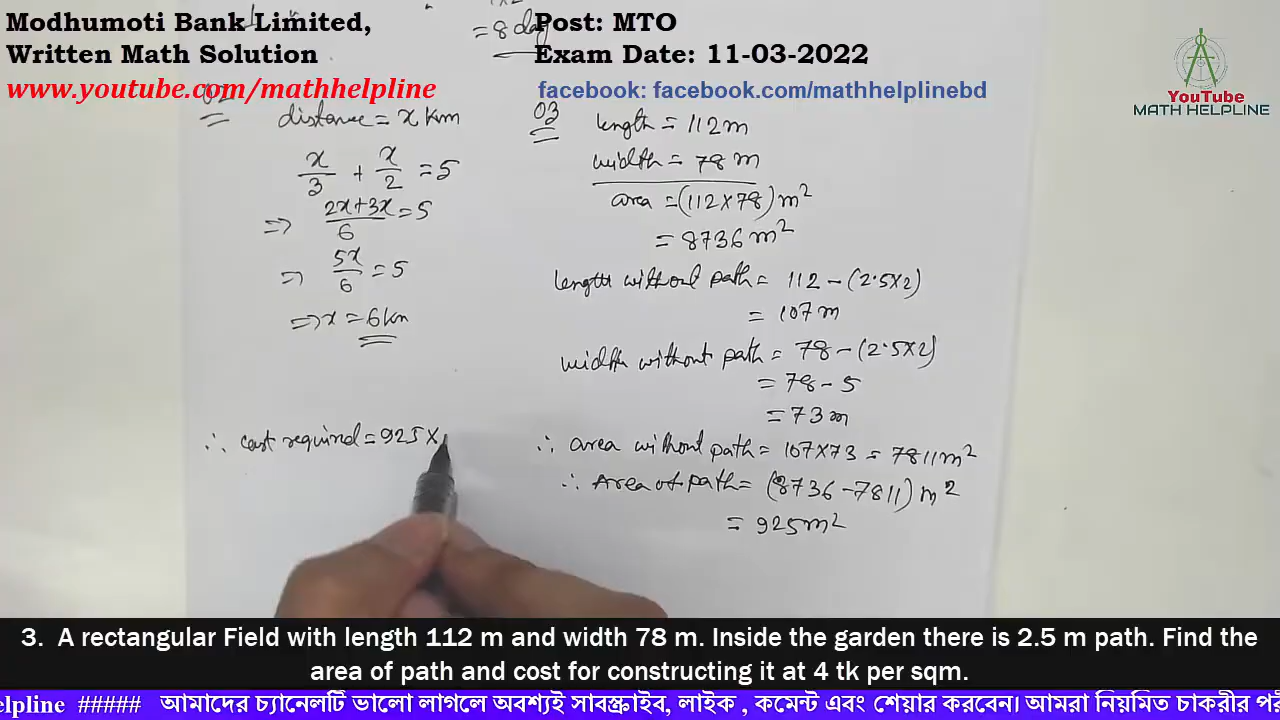 Modhumoti Bank Limited,
Written Math Solution
www.youtube.com/mathhelpline
Post: MTO
Exam Date: 11-03-2022
facebook: facebook.com/mathhelplinebd
YouTube
MATH HELPLINE
= 8 day
02
distance = x km
x/3 + x/2 = 5
⇒ 2x+3x/6 = 5
⇒ 5x/6 = 5
⇒ x = 6 km
∴ cost required = 925 ×
03
length = 112 m
width = 78 m
area = (112 × 78) m²
= 8736 m²
length without path = 112 - (2.5×2)
= 107 m
width without path = 78 - (2.5×2)
= 78 - 5
= 73 m
∴ area without path = 107×73 = 7811 m²
∴ Area of path = (8736 - 7811) m²
= 925 m²
3. A rectangular Field with length 112 m and width 78 m. Inside the garden there is 2.5 m path. Find the
area of path and cost for constructing it at 4 tk per sqm.
elpline ##### আমাদের চ্যানেলটি ভালো লাগলে অবশ্যই সাবস্ক্রাইব, লাইক , কমেন্ট এবং শেয়ার করবেন। আমরা নিয়মিত চাকরীর